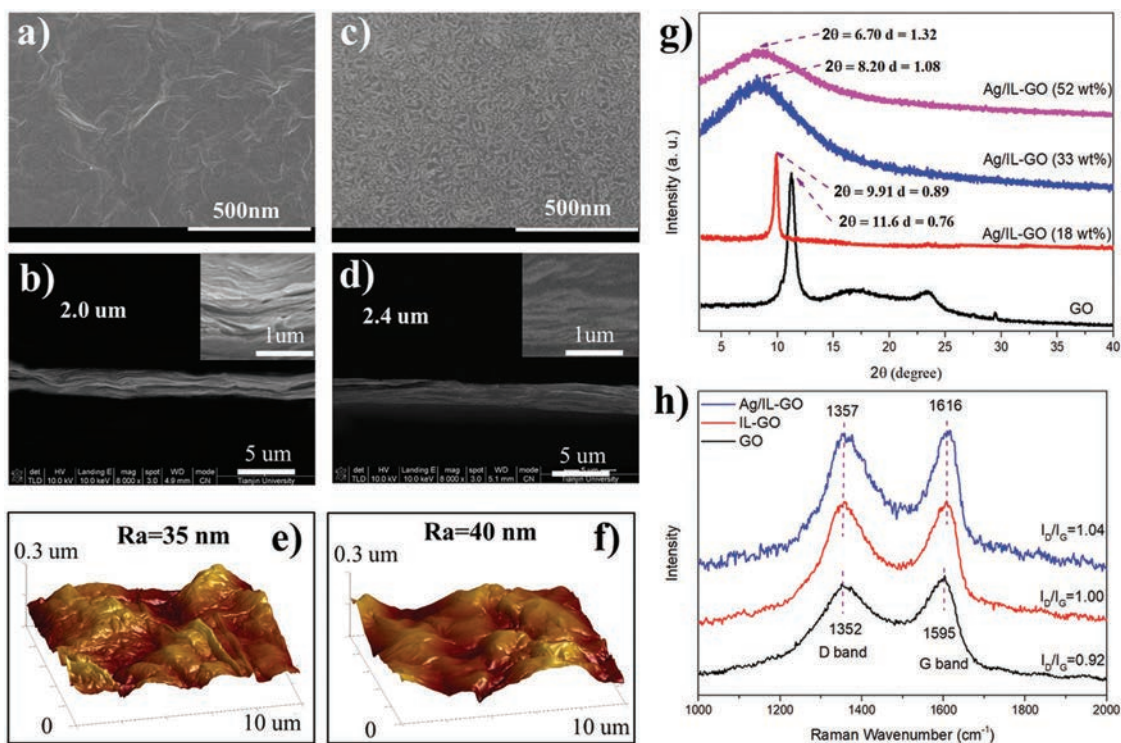 a)
500nm
c)
500nm
b)
2.0 um
1um
5 um
det HV Landing E mag spot WD mode
TLD 10.0 kV 10.0 keV 8 000 x 3.0 4.9 mm CN Tianjin University
d)
2.4 um
1um
5 um
det HV Landing E mag spot WD mode
TLD 10.0 kV 10.0 keV 8 000 x 3.0 5.1 mm CN Tianjin University
Ra=35 nm
e)
0.3 um
0
10 um
Ra=40 nm
f)
0.3 um
0
10 um
g)
2θ = 6.70 d = 1.32
2θ = 8.20 d = 1.08
Ag/IL-GO (52 wt%)
Ag/IL-GO (33 wt%)
2θ = 9.91 d = 0.89
2θ = 11.6 d = 0.76
Ag/IL-GO (18 wt%)
GO
Intensity (a. u.)
5 10 15 20 25 30 35 40
2θ (degree)
h)
Ag/IL-GO
IL-GO
GO
1357
1616
I_D/I_G=1.04
I_D/I_G=1.00
I_D/I_G=0.92
1352
1595
D band
G band
Intensity
1000 1200 1400 1600 1800 2000
Raman Wavenumber (cm⁻¹)